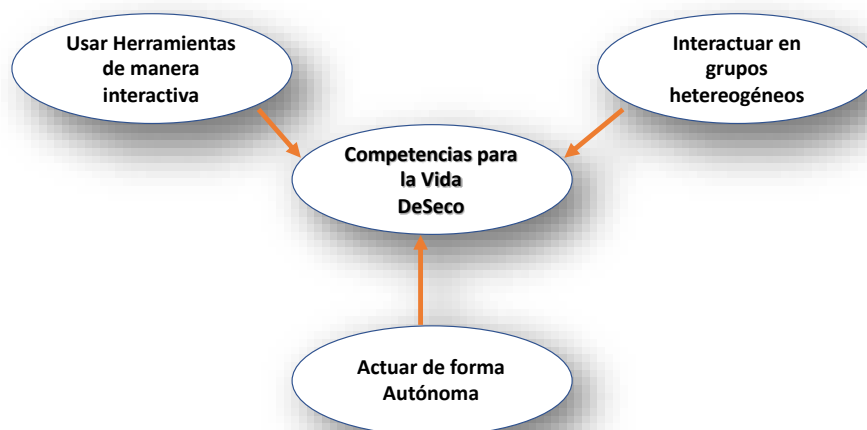 Usar Herramientas
de manera
interactiva
Interactuar en
grupos
hetereogéneos
Competencias para
la Vida
DeSeco
Actuar de forma
Autónoma